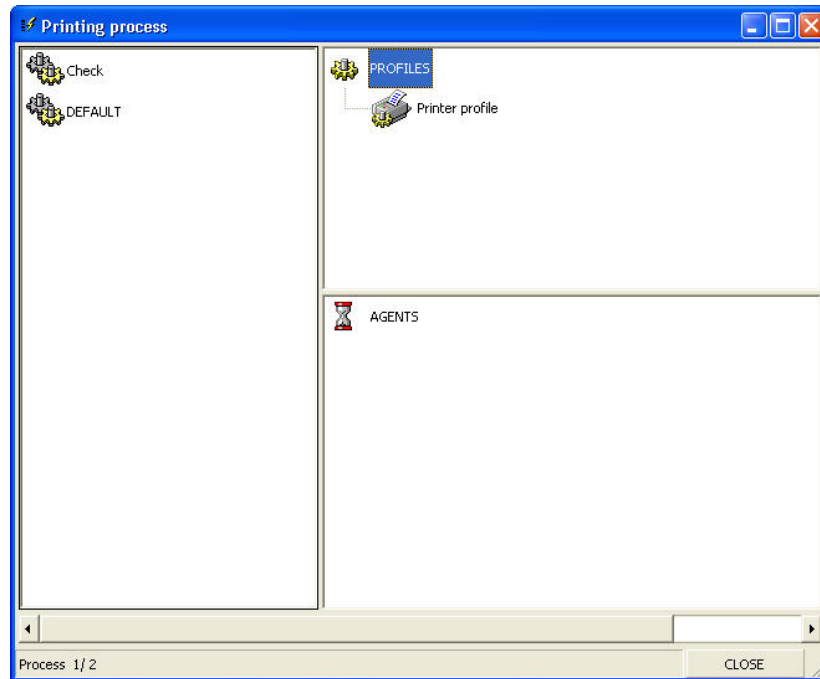 Printing process
Check
DEFAULT
PROFILES
Printer profile
AGENTS
Process 1/ 2
CLOSE